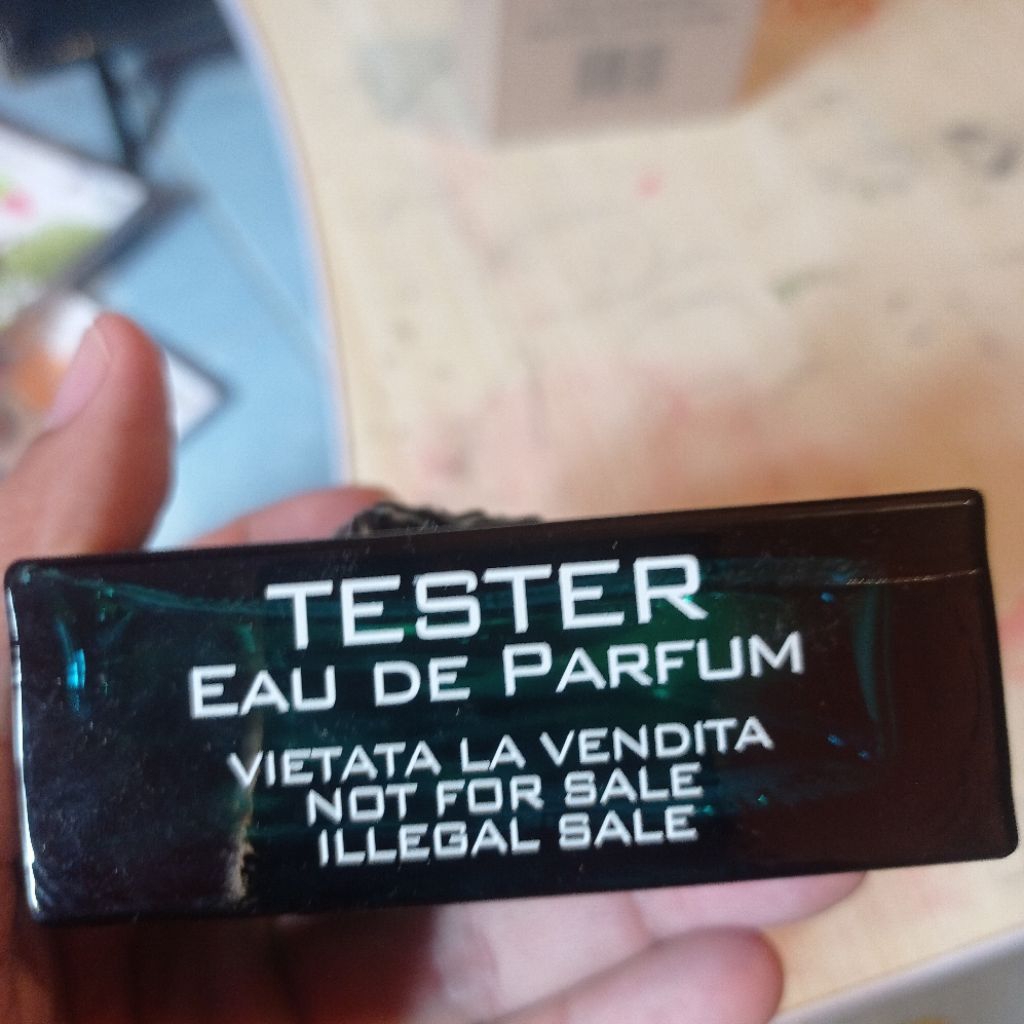 TESTER
EAU DE PARFUM
VIETATA LA VENDITA
NOT FOR SALE
ILLEGAL SALE